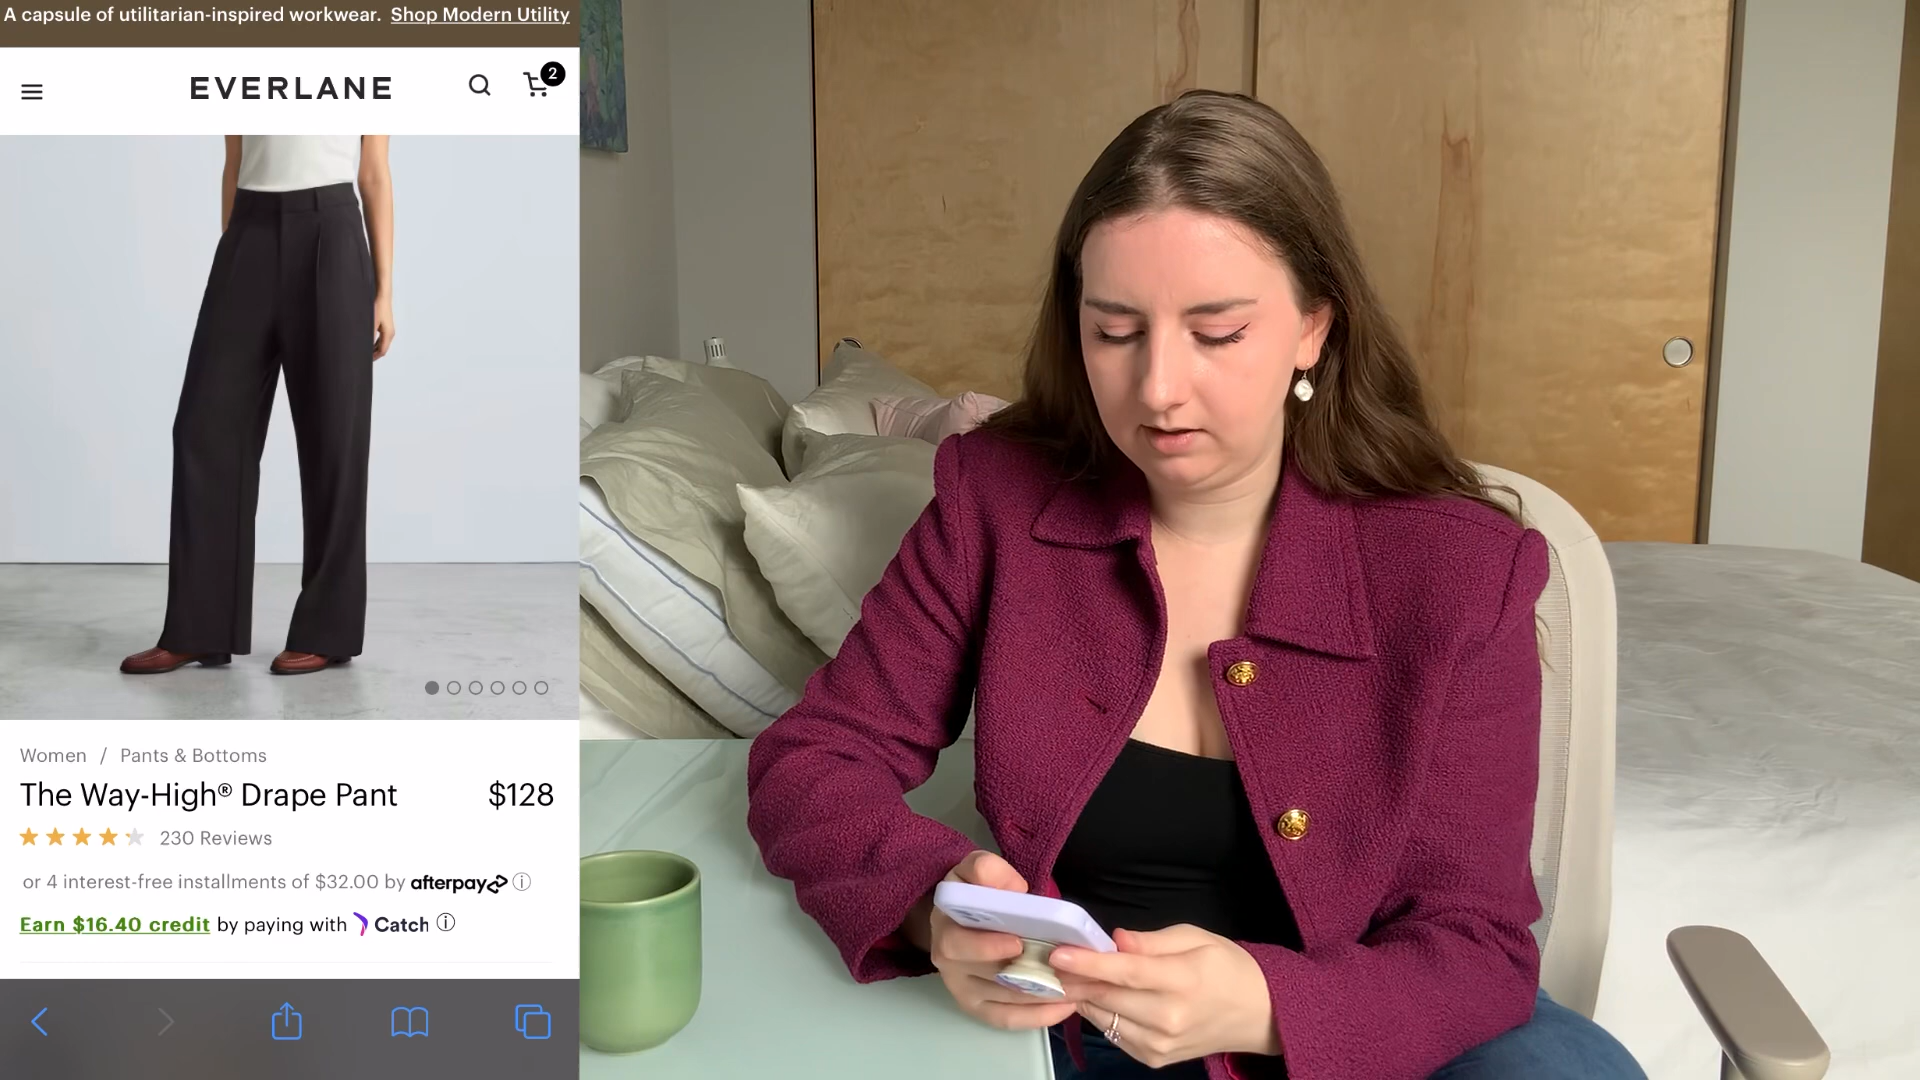 A capsule of utilitarian-inspired workwear. Shop Modern Utility
EVERLANE
2
Women / Pants & Bottoms
The Way-High® Drape Pant $128
230 Reviews
or 4 interest-free installments of $32.00 by afterpay
Earn $16.40 credit by paying with Catch